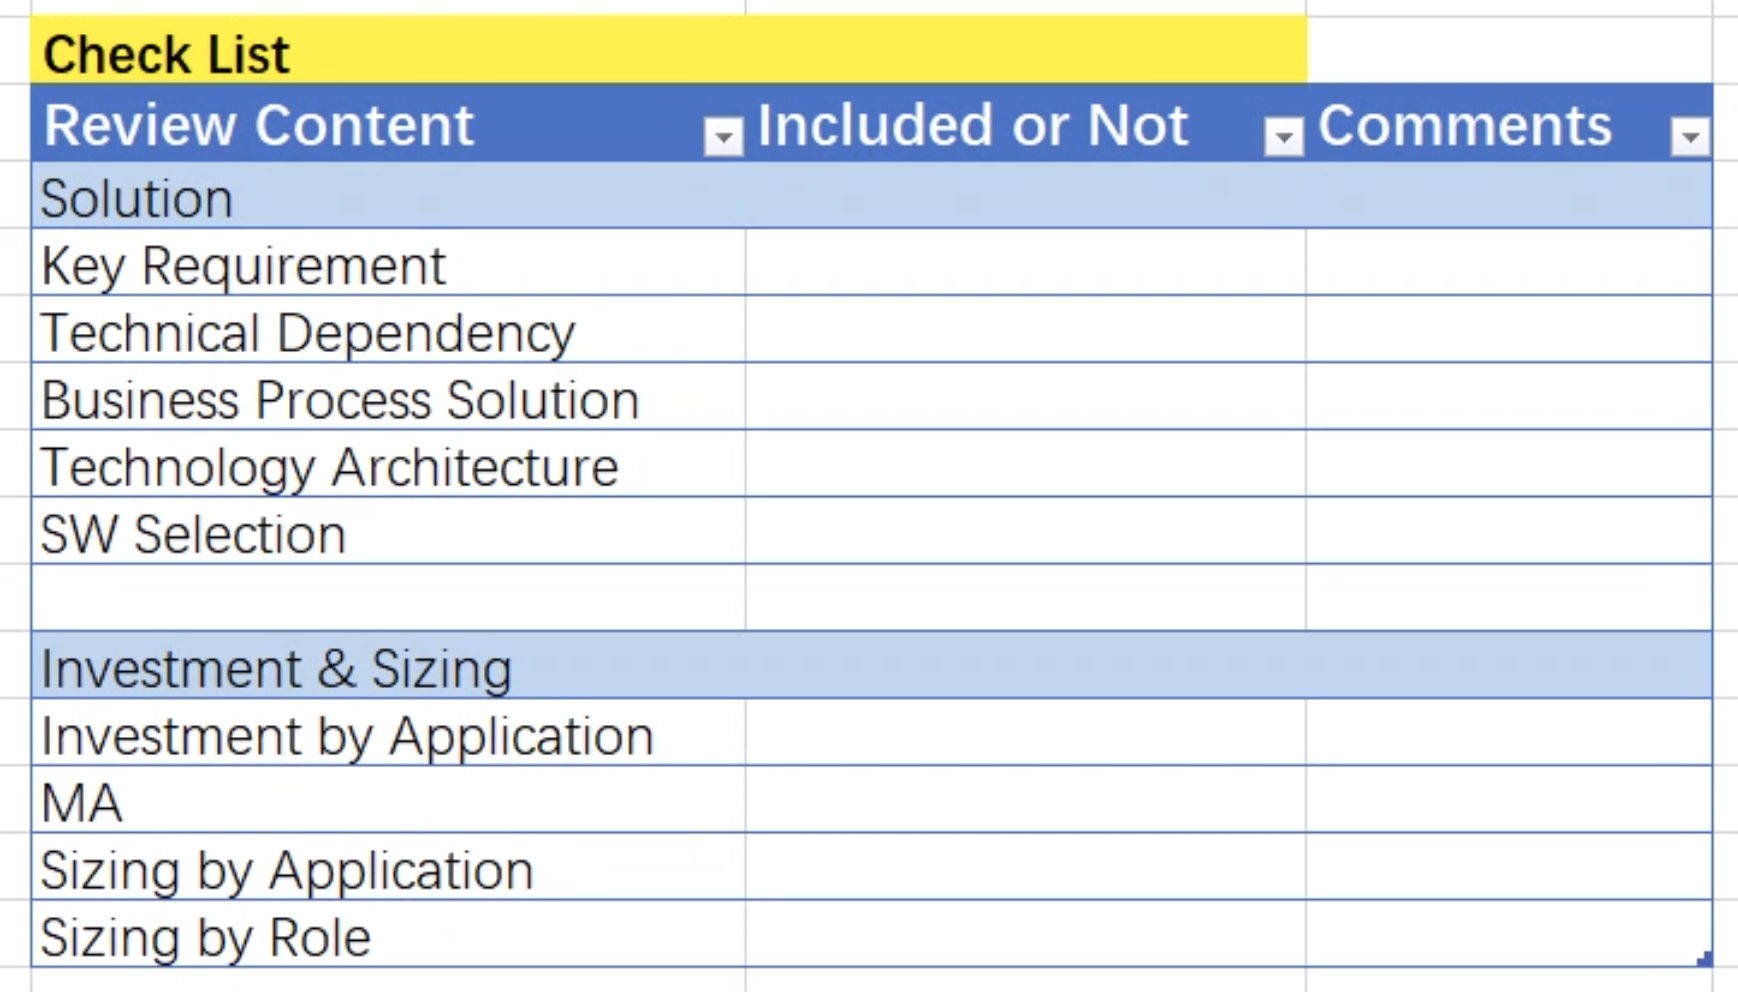 Check List
Review Content Included or Not Comments
Solution
Key Requirement
Technical Dependency
Business Process Solution
Technology Architecture
SW Selection
Investment & Sizing
Investment by Application
MA
Sizing by Application
Sizing by Role